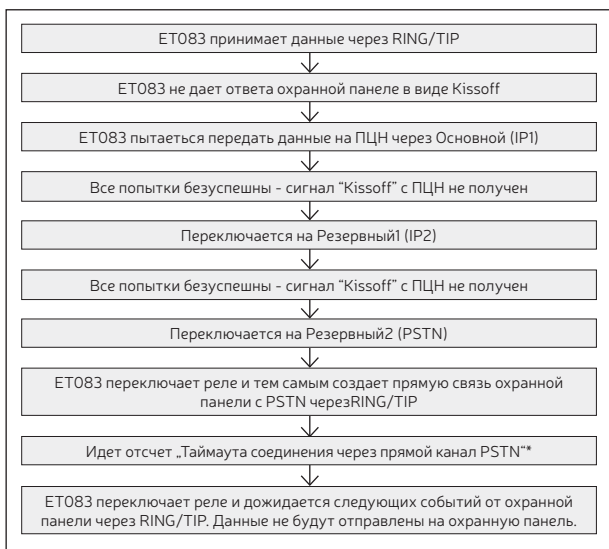 ET083 принимает данные через RING/TIP
ET083 не дает ответа охранной панеле в виде Kissoff
ET083 пытаеться передать данные на ПЦН через Основной (IP1)
Все попытки безуспешны - сигнал “Kissoff” с ПЦН не получен
Переключается на Резервный1 (IP2)
Все попытки безуспешны - сигнал “Kissoff” с ПЦН не получен
Переключается на Резервный2 (PSTN)
ET083 переключает реле и тем самым создает прямую связь охранной
панели с PSTN черезRING/TIP
Идет отсчет „Таймаута соединения через прямой канал PSTN“*
ET083 переключает реле и дожидается следующих событий от охранной
панели через RING/TIP. Данные не будут отправлены на охранную панель.